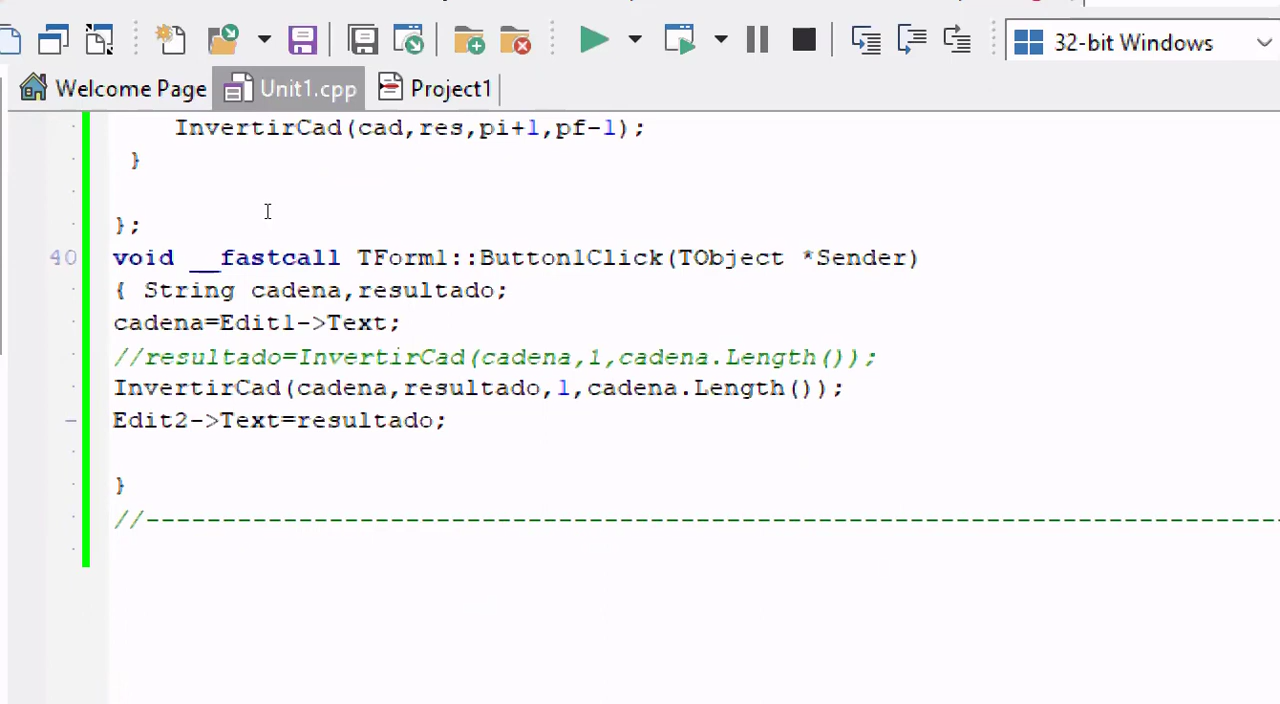 32-bit Windows
Welcome Page
Unit1.cpp
Project1
InvertirCad(cad,res,pi+1,pf-1);
}
};
40 void __fastcall TForm1::Button1Click(TObject *Sender)
{ String cadena,resultado;
cadena=Edit1->Text;
//resultado=InvertirCad(cadena,1,cadena.Length());
InvertirCad(cadena,resultado,1,cadena.Length());
Edit2->Text=resultado;
}
//---------------------------------------------------------------------------